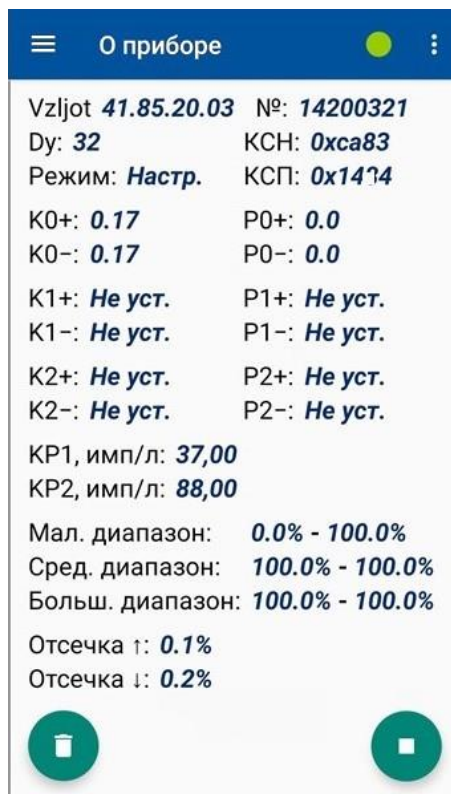 О приборе
Vzljot 41.85.20.03 №: 14200321
Dy: 32 КСН: 0xca83
Режим: Настр. КСП:
K0+: 0.17 P0+: 0.0
K0−: 0.17 P0−: 0.0
K1+: Не уст. P1+: Не уст.
K1−: Не уст. P1−: Не уст.
K2+: Не уст. P2+: Не уст.
K2−: Не уст. P2−: Не уст.
KP1, имп/л: 37,00
KP2, имп/л: 88,00
Мал. диапазон: 0.0% - 100.0%
Сред. диапазон: 100.0% - 100.0%
Больш. диапазон: 100.0% - 100.0%
Отсечка ↑: 0.1%
Отсечка ↓: 0.2%